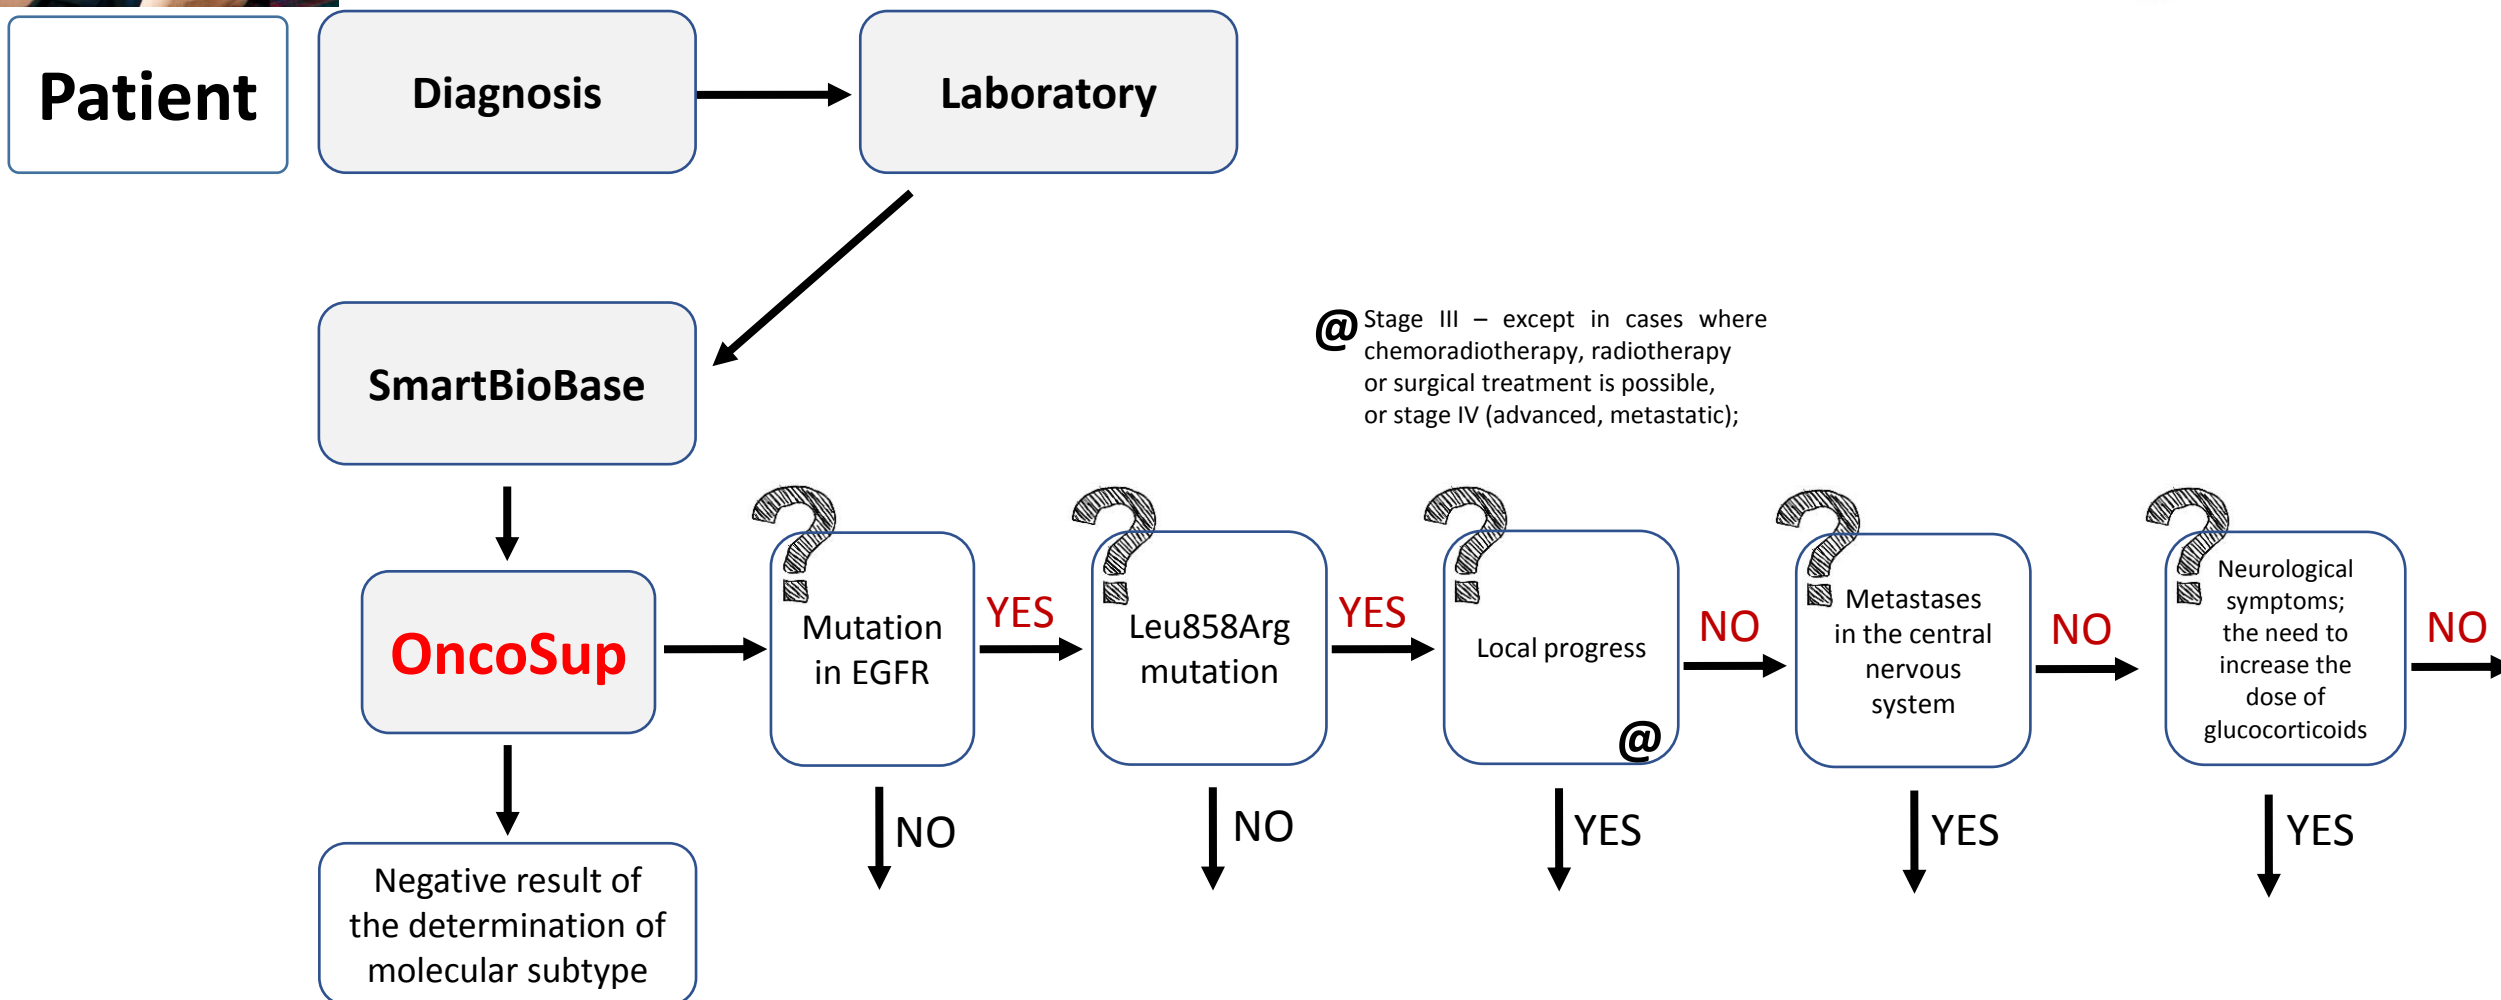 Patient
Diagnosis
Laboratory
SmartBioBase
@ Stage III – except in cases where
chemoradiotherapy, radiotherapy
or surgical treatment is possible,
or stage IV (advanced, metastatic);
OncoSup
?
Mutation
in EGFR
YES
?
Leu858Arg
mutation
YES
?
Local progress
@
NO
?
Metastases
in the central
nervous
system
NO
?
Neurological
symptoms;
the need to
increase the
dose of
glucocorticoids
NO
NO
NO
YES
YES
YES
Negative result of
the determination of
molecular subtype